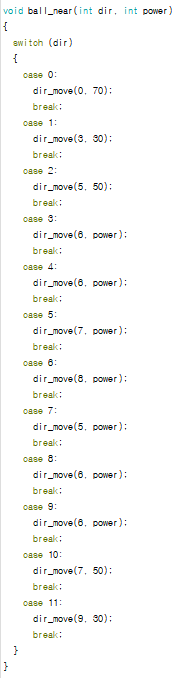 void ball_near(int dir, int power)
{
  switch (dir)
  {
    case 0:
      dir_move(0, 70);
      break;
    case 1:
      dir_move(3, 30);
      break;
    case 2:
      dir_move(5, 50);
      break;
    case 3:
      dir_move(6, power);
      break;
    case 4:
      dir_move(6, power);
      break;
    case 5:
      dir_move(7, power);
      break;
    case 6:
      dir_move(8, power);
      break;
    case 7:
      dir_move(5, power);
      break;
    case 8:
      dir_move(6, power);
      break;
    case 9:
      dir_move(6, power);
      break;
    case 10:
      dir_move(7, 50);
      break;
    case 11:
      dir_move(9, 30);
      break;
  }
}